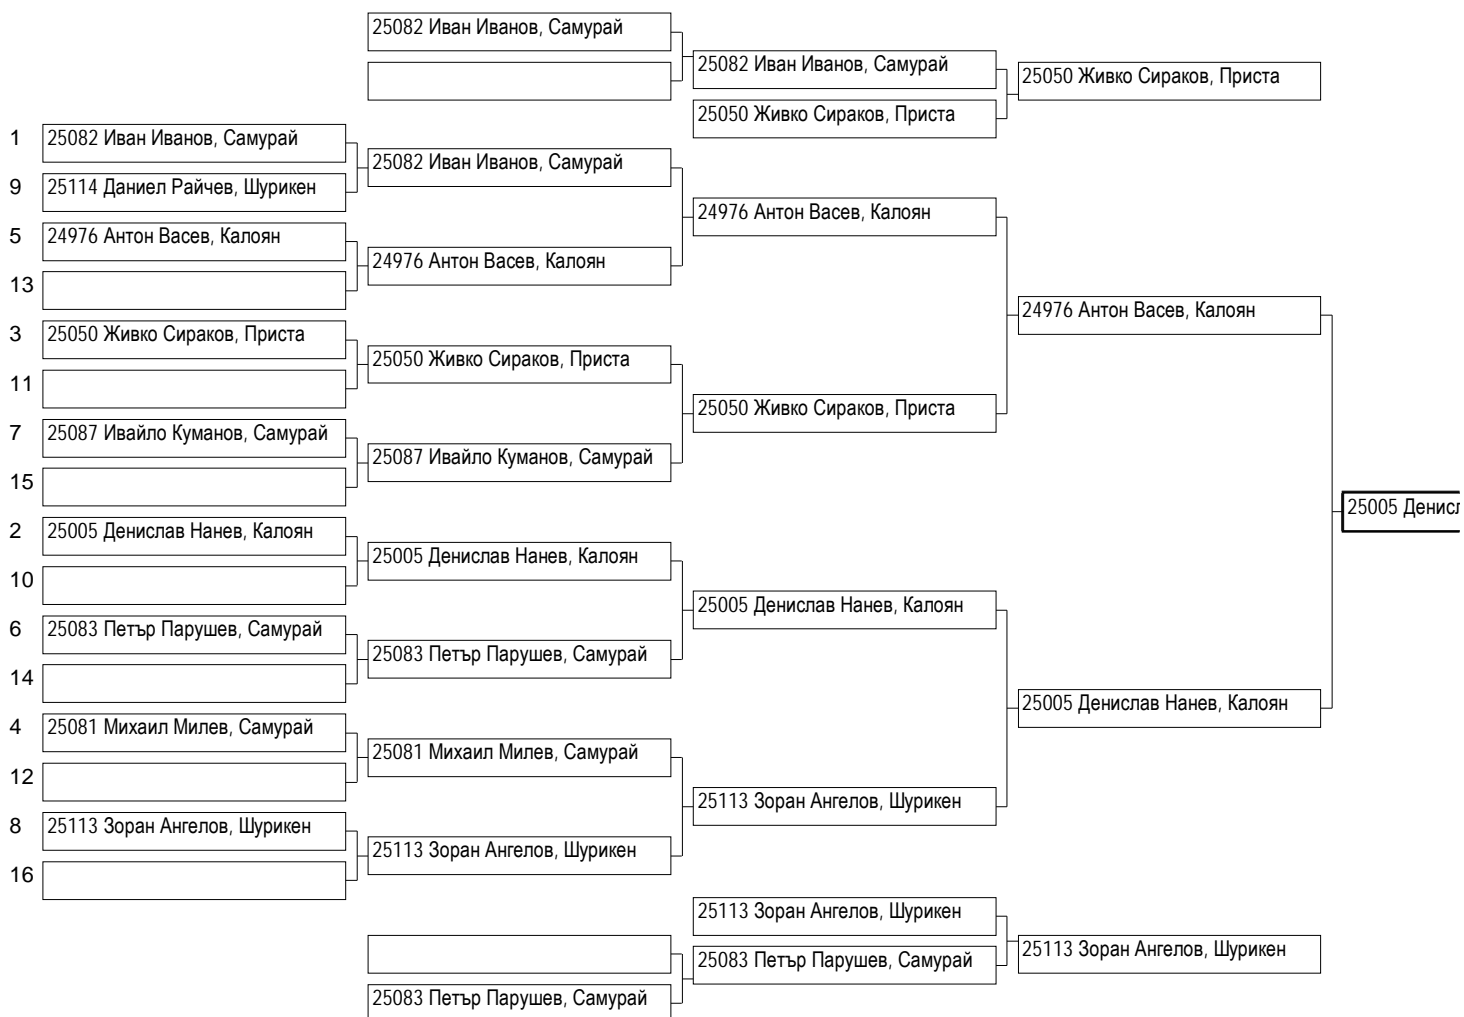 25082 Иван Иванов, Самурай
25082 Иван Иванов, Самурай
25050 Живко Сираков, Приста
25050 Живко Сираков, Приста
1 25082 Иван Иванов, Самурай
25082 Иван Иванов, Самурай
9 25114 Даниел Райчев, Шурикен
24976 Антон Васев, Калоян
5 24976 Антон Васев, Калоян
24976 Антон Васев, Калоян
13
24976 Антон Васев, Калоян
3 25050 Живко Сираков, Приста
25050 Живко Сираков, Приста
11
25050 Живко Сираков, Приста
7 25087 Ивайло Куманов, Самурай
25087 Ивайло Куманов, Самурай
15
25005 Денисл
2 25005 Денислав Нанев, Калоян
25005 Денислав Нанев, Калоян
10
25005 Денислав Нанев, Калоян
6 25083 Петър Парушев, Самурай
25083 Петър Парушев, Самурай
14
25005 Денислав Нанев, Калоян
4 25081 Михаил Милев, Самурай
25081 Михаил Милев, Самурай
12
25113 Зоран Ангелов, Шурикен
8 25113 Зоран Ангелов, Шурикен
25113 Зоран Ангелов, Шурикен
16
25113 Зоран Ангелов, Шурикен
25083 Петър Парушев, Самурай
25113 Зоран Ангелов, Шурикен
25083 Петър Парушев, Самурай